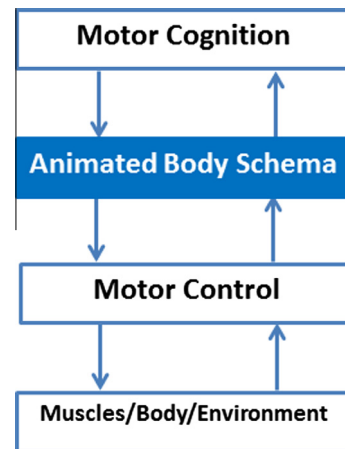 Motor Cognition
Animated Body Schema
Motor Control
Muscles/Body/Environment